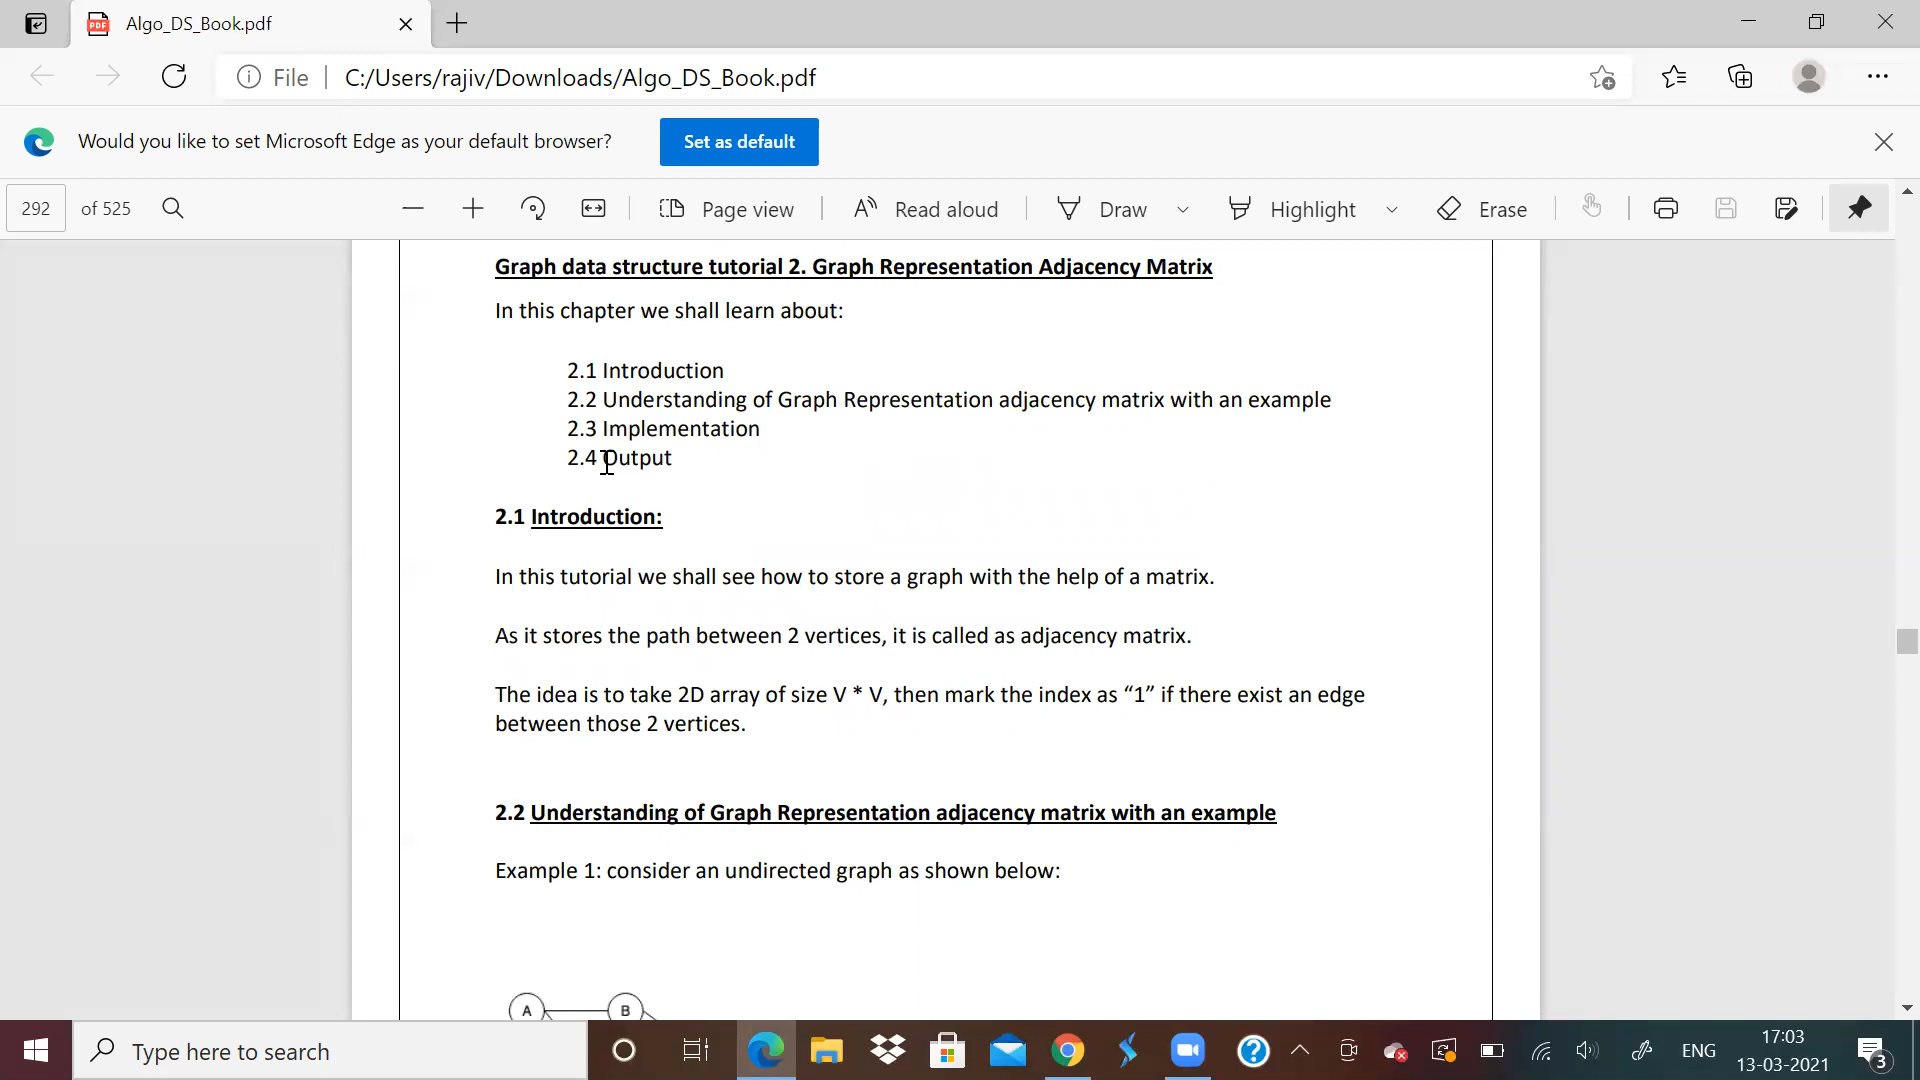 Algo_DS_Book.pdf
File | C:/Users/rajiv/Downloads/Algo_DS_Book.pdf
Would you like to set Microsoft Edge as your default browser? Set as default
292 of 525 Page view Read aloud Draw Highlight Erase
Graph data structure tutorial 2. Graph Representation Adjacency Matrix
In this chapter we shall learn about:
2.1 Introduction
2.2 Understanding of Graph Representation adjacency matrix with an example
2.3 Implementation
2.4 Output
2.1 Introduction:
In this tutorial we shall see how to store a graph with the help of a matrix.
As it stores the path between 2 vertices, it is called as adjacency matrix.
The idea is to take 2D array of size V * V, then mark the index as “1” if there exist an edge
between those 2 vertices.
2.2 Understanding of Graph Representation adjacency matrix with an example
Example 1: consider an undirected graph as shown below:
A B
Type here to search
ENG
17:03
13-03-2021
3